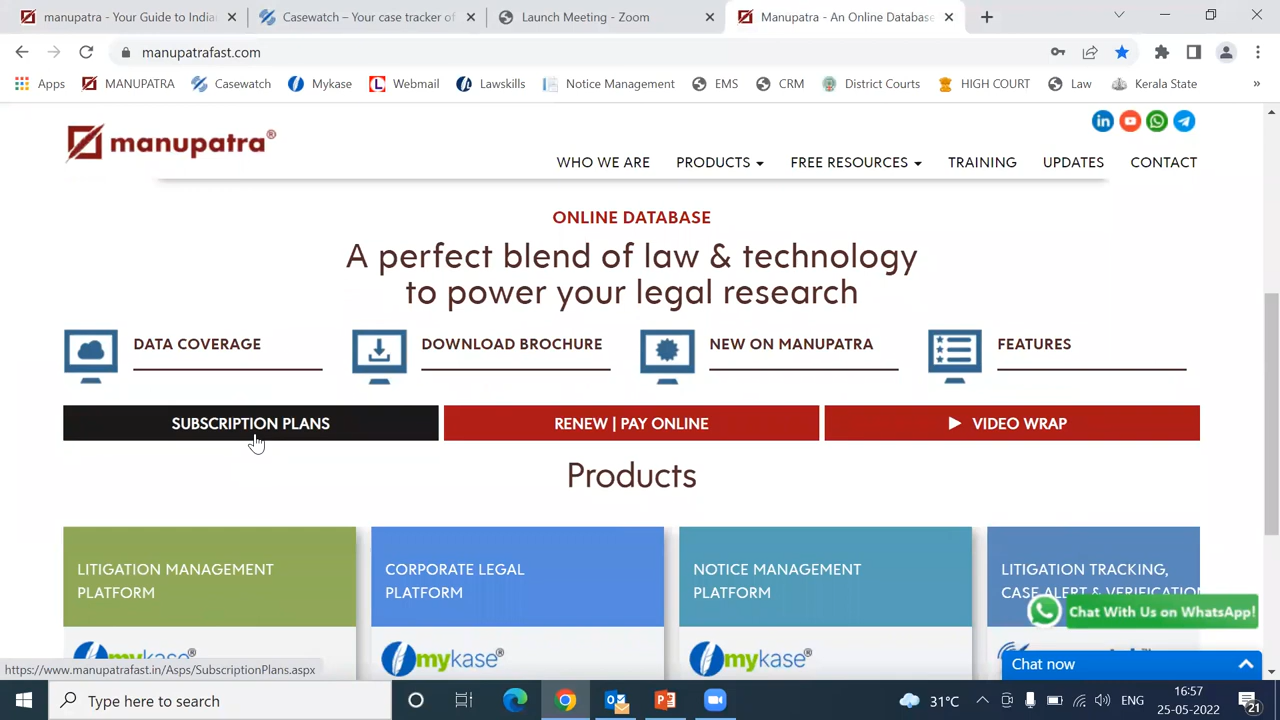 manupatra - Your Guide to India
Casewatch – Your case tracker of
Launch Meeting - Zoom
Manupatra - An Online Database
manupatrafast.com
Apps
MANUPATRA
Casewatch
Mykase
Webmail
Lawskills
Notice Management
EMS
CRM
District Courts
HIGH COURT
Law
Kerala State
»
manupatra®
WHO WE ARE
PRODUCTS
FREE RESOURCES
TRAINING
UPDATES
CONTACT
ONLINE DATABASE
A perfect blend of law & technology
to power your legal research
DATA COVERAGE
DOWNLOAD BROCHURE
NEW ON MANUPATRA
FEATURES
SUBSCRIPTION PLANS
RENEW | PAY ONLINE
VIDEO WRAP
Products
LITIGATION MANAGEMENT
PLATFORM
CORPORATE LEGAL
PLATFORM
NOTICE MANAGEMENT
PLATFORM
LITIGATION TRACKING,
CASE ALERT & VERIFICATION
Chat With Us on WhatsApp!
mykase®
mykase®
Chat now
https://www.manupatrafast.in/Asps/SubscriptionPlans.aspx
Type here to search
31°C
ENG
16:57
25-05-2022
21